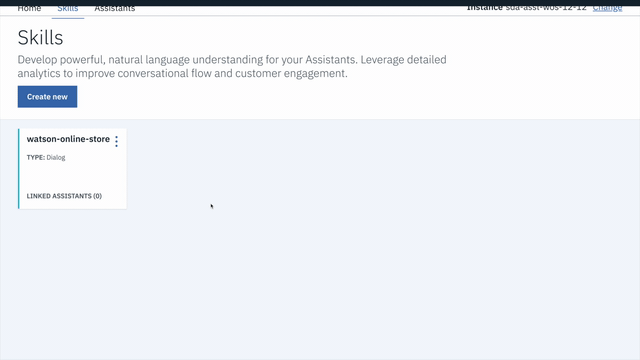 Home Skills Assistants Instance sda-asst-wos-12-12 Change
Skills
Develop powerful, natural language understanding for your Assistants. Leverage detailed
analytics to improve conversational flow and customer engagement.
Create new
watson-online-store
TYPE: Dialog
LINKED ASSISTANTS (0)